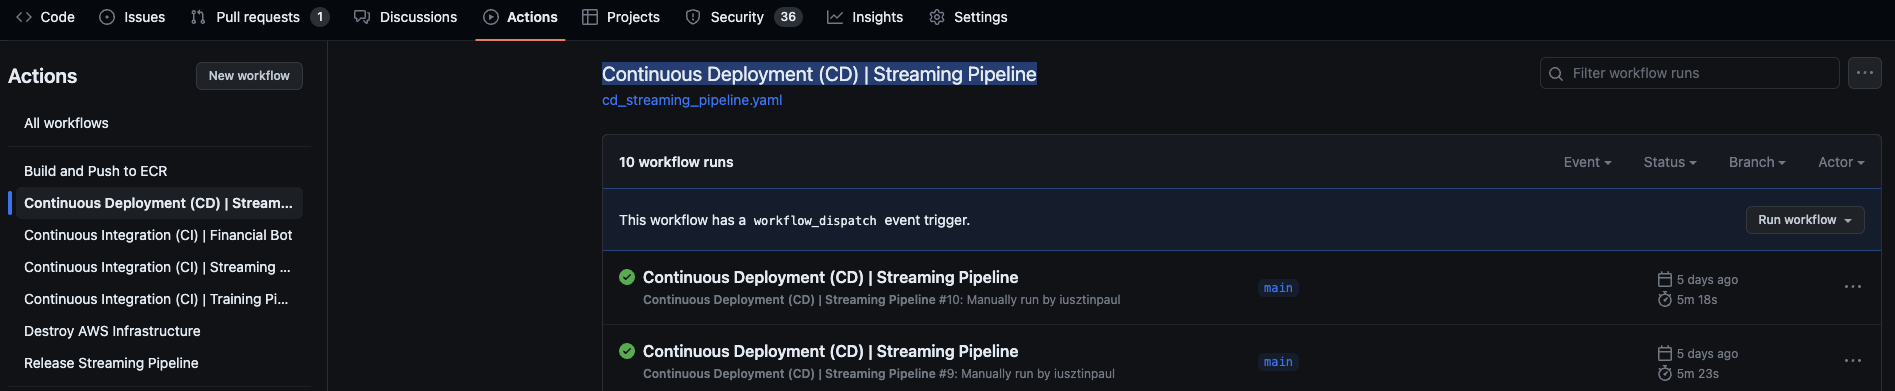 Code Issues Pull requests 1 Discussions Actions Projects Security 36 Insights Settings
Actions
New workflow
All workflows
Build and Push to ECR
Continuous Deployment (CD) | Stream...
Continuous Integration (CI) | Financial Bot
Continuous Integration (CI) | Streaming ...
Continuous Integration (CI) | Training Pi...
Destroy AWS Infrastructure
Release Streaming Pipeline
Continuous Deployment (CD) | Streaming Pipeline
cd_streaming_pipeline.yaml
Filter workflow runs
10 workflow runs
Event Status Branch Actor
This workflow has a workflow_dispatch event trigger.
Run workflow
Continuous Deployment (CD) | Streaming Pipeline
Continuous Deployment (CD) | Streaming Pipeline #10: Manually run by iusztinpaul
main
5 days ago
5m 18s
Continuous Deployment (CD) | Streaming Pipeline
Continuous Deployment (CD) | Streaming Pipeline #9: Manually run by iusztinpaul
main
5 days ago
5m 23s